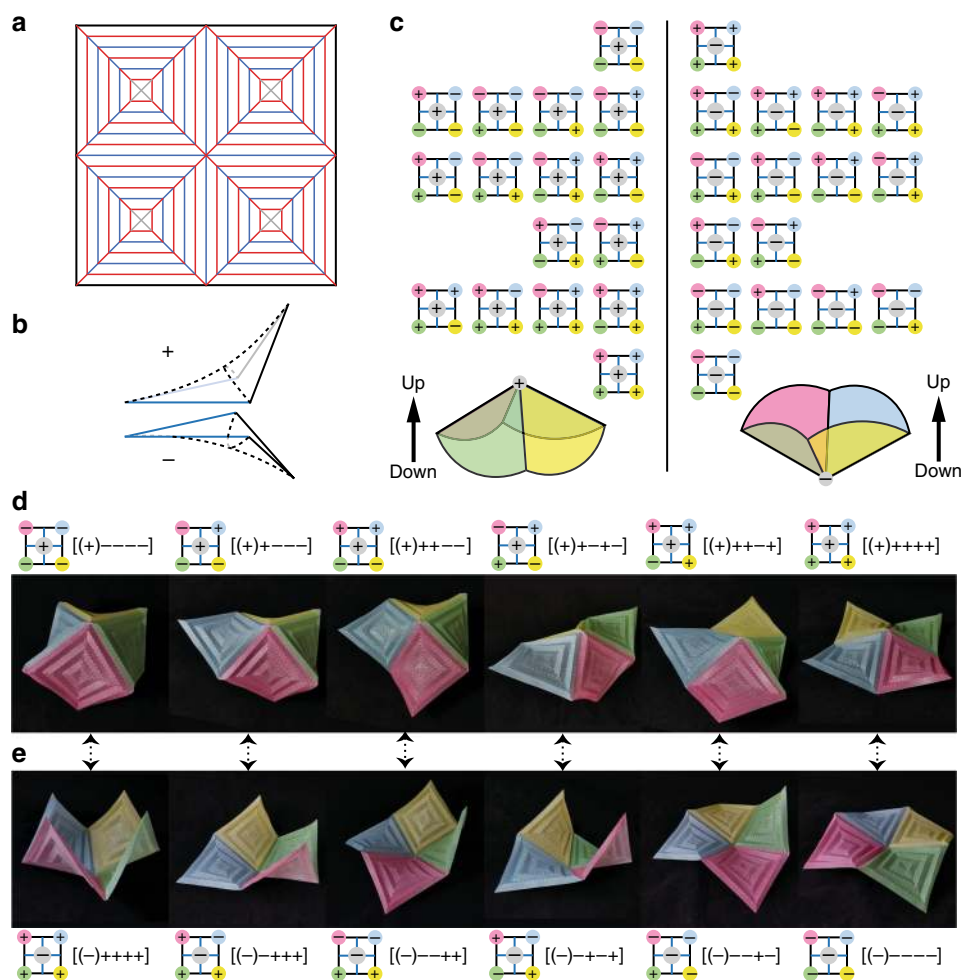 a
c
b
+
−
Up
Down
+
Up
Down
−
d
[(+)−−−−] [(+)+−−−] [(+)++−−] [(+)+−+−] [(+)++−+] [(+)++++]
e
[(−)++++] [(−)−+++] [(−)−−++] [(−)−+−+] [(−)−−+−] [(−)−−−−]